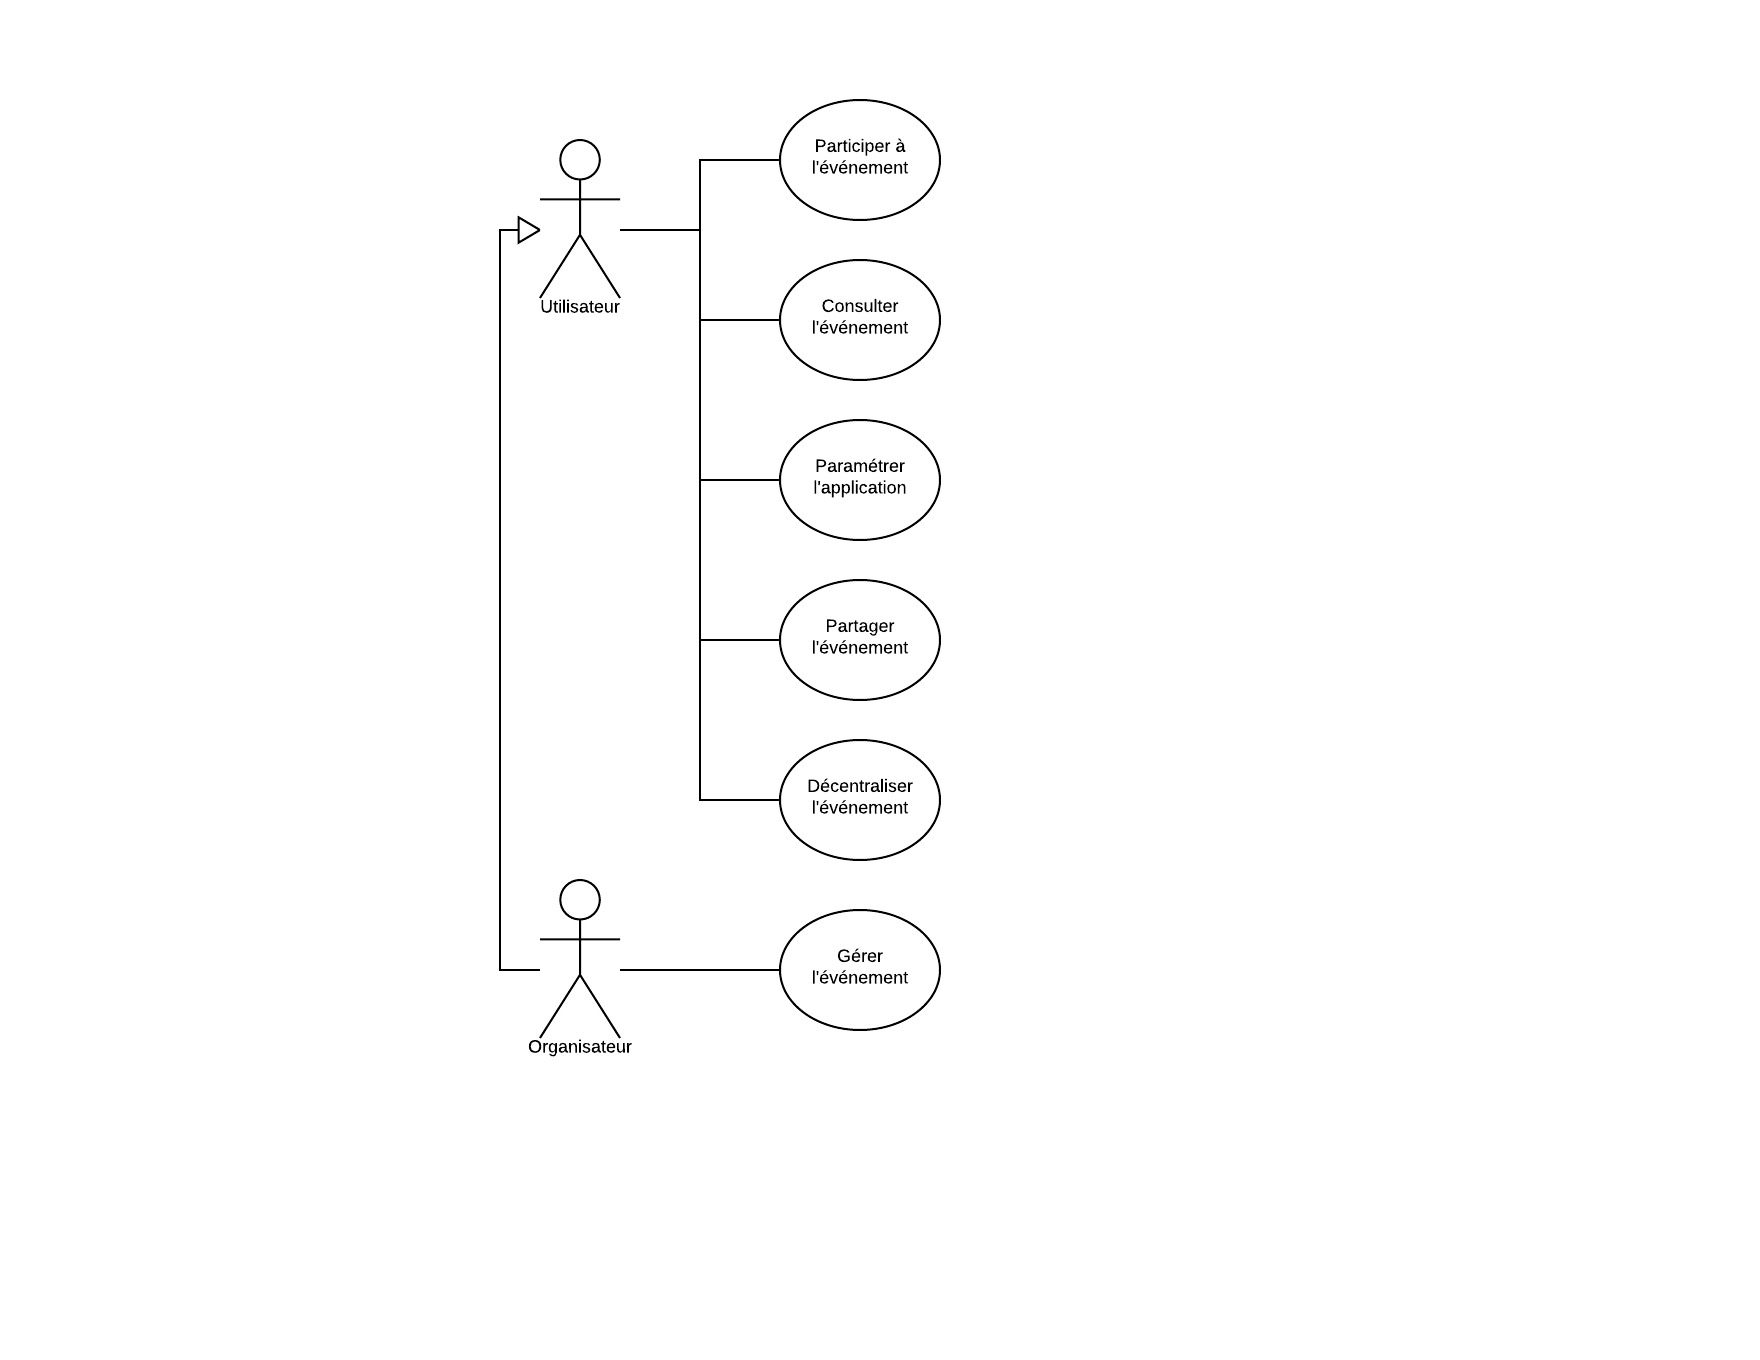 Participer à
l'événement
Utilisateur
Consulter
l'événement
Paramétrer
l'application
Partager
l'événement
Décentraliser
l'événement
Gérer
l'événement
Organisateur